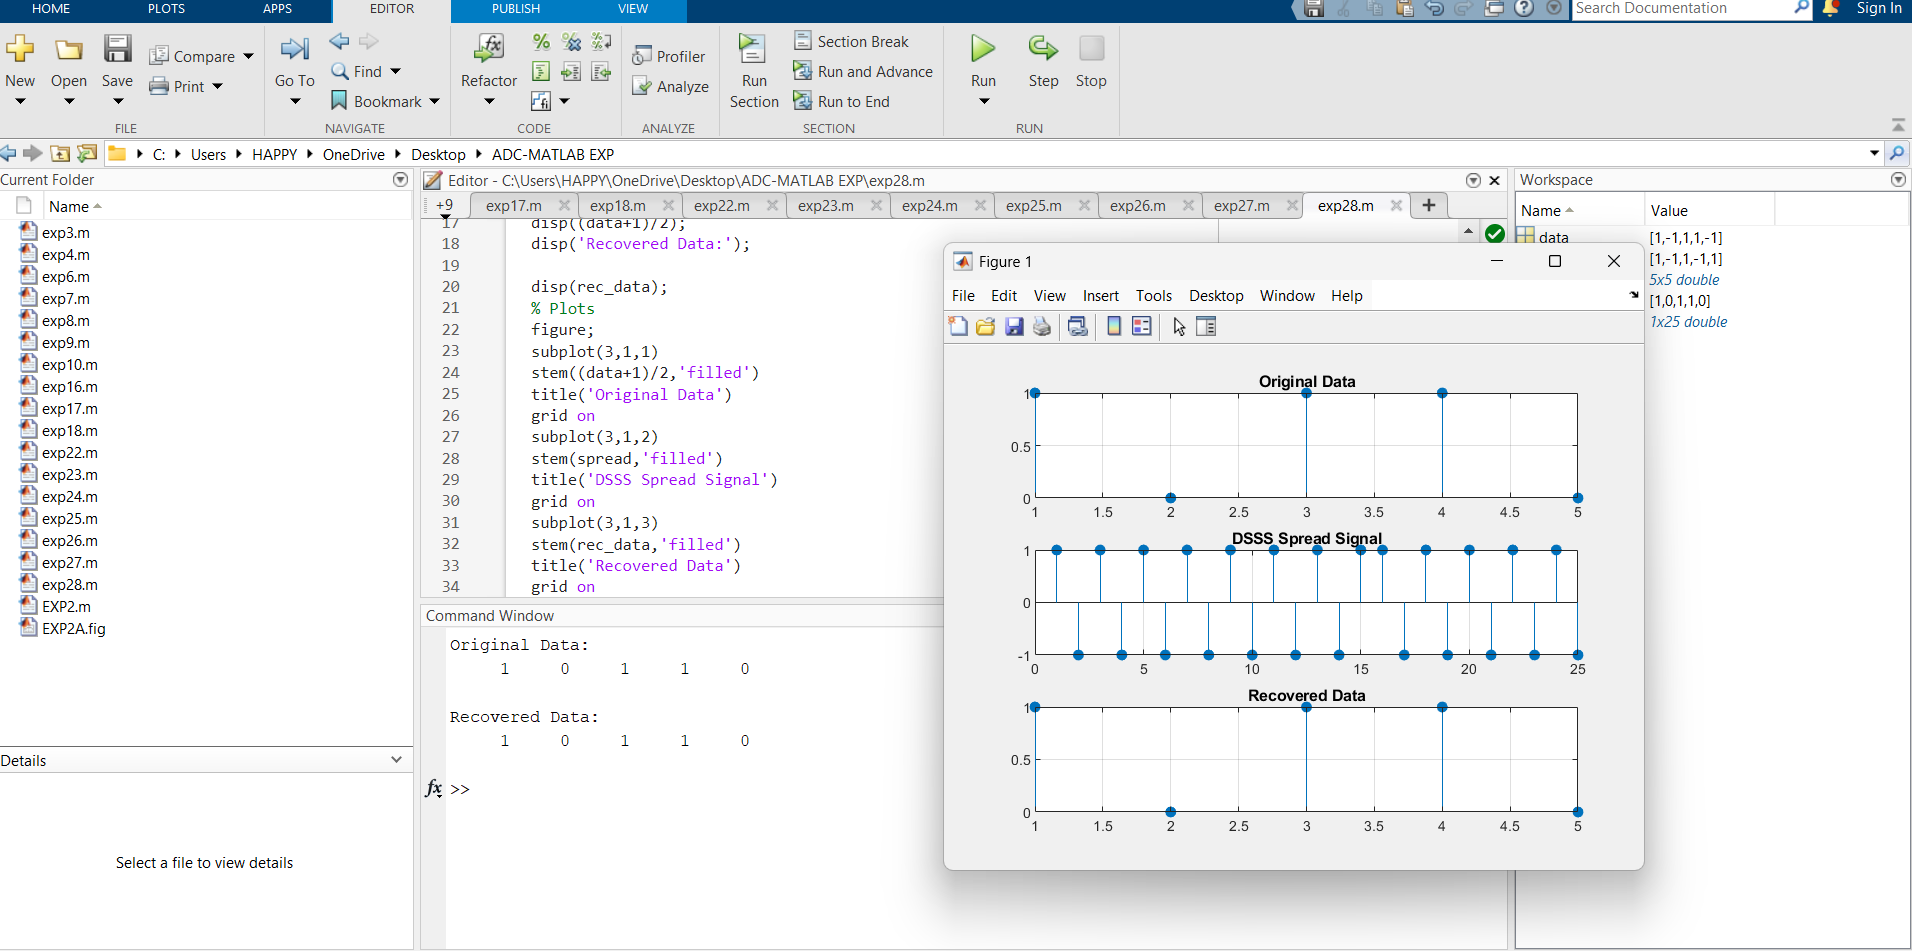 HOME PLOTS APPS EDITOR PUBLISH VIEW Search Documentation Sign In
New Open Save Compare Print
FILE
Go To Find Bookmark
NAVIGATE
Refactor
CODE
Profiler
Analyze
ANALYZE
Run Section
Section Break
Run and Advance
Run to End
SECTION
Run Step Stop
RUN
C: Users HAPPY OneDrive Desktop ADC-MATLAB EXP
Current Folder
Name
exp3.m
exp4.m
exp6.m
exp7.m
exp8.m
exp9.m
exp10.m
exp16.m
exp17.m
exp18.m
exp22.m
exp23.m
exp24.m
exp25.m
exp26.m
exp27.m
exp28.m
EXP2.m
EXP2A.fig
Details
Select a file to view details
Editor - C:\Users\HAPPY\OneDrive\Desktop\ADC-MATLAB EXP\exp28.m
+9 exp17.m exp18.m exp22.m exp23.m exp24.m exp25.m exp26.m exp27.m exp28.m +
17 disp((data+1)/2);
18 disp('Recovered Data:');
19
20 disp(rec_data);
21 % Plots
22 figure;
23 subplot(3,1,1)
24 stem((data+1)/2,'filled')
25 title('Original Data')
26 grid on
27 subplot(3,1,2)
28 stem(spread,'filled')
29 title('DSSS Spread Signal')
30 grid on
31 subplot(3,1,3)
32 stem(rec_data,'filled')
33 title('Recovered Data')
34 grid on
Command Window
Original Data:
1 0 1 1 0
Recovered Data:
1 0 1 1 0
fx >>
Figure 1
File Edit View Insert Tools Desktop Window Help
Original Data
1
0.5
0
1 1.5 2 2.5 3 3.5 4 4.5 5
DSSS Spread Signal
1
0
-1
0 5 10 15 20 25
Recovered Data
1
0.5
0
1 1.5 2 2.5 3 3.5 4 4.5 5
Workspace
Name Value
data [1,-1,1,1,-1]
[1,-1,1,-1,1]
5x5 double
[1,0,1,1,0]
1x25 double